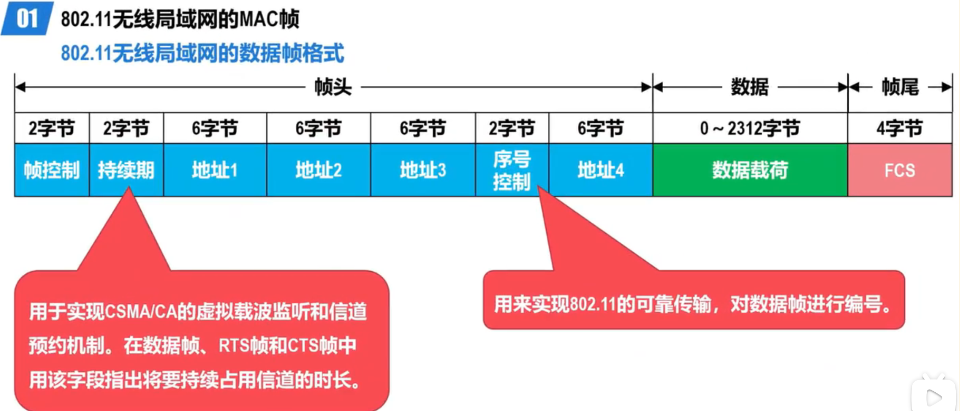 01
802.11无线局域网的MAC帧
802.11无线局域网的数据帧格式
帧头 数据 帧尾
2字节 2字节 6字节 6字节 6字节 2字节 6字节 0～2312字节 4字节
帧控制 持续期 地址1 地址2 地址3 序号控制 地址4 数据载荷 FCS
用于实现CSMA/CA的虚拟载波监听和信道
预约机制。在数据帧、RTS帧和CTS帧中
用该字段指出将要持续占用信道的时长。
用来实现802.11的可靠传输，对数据帧进行编号。